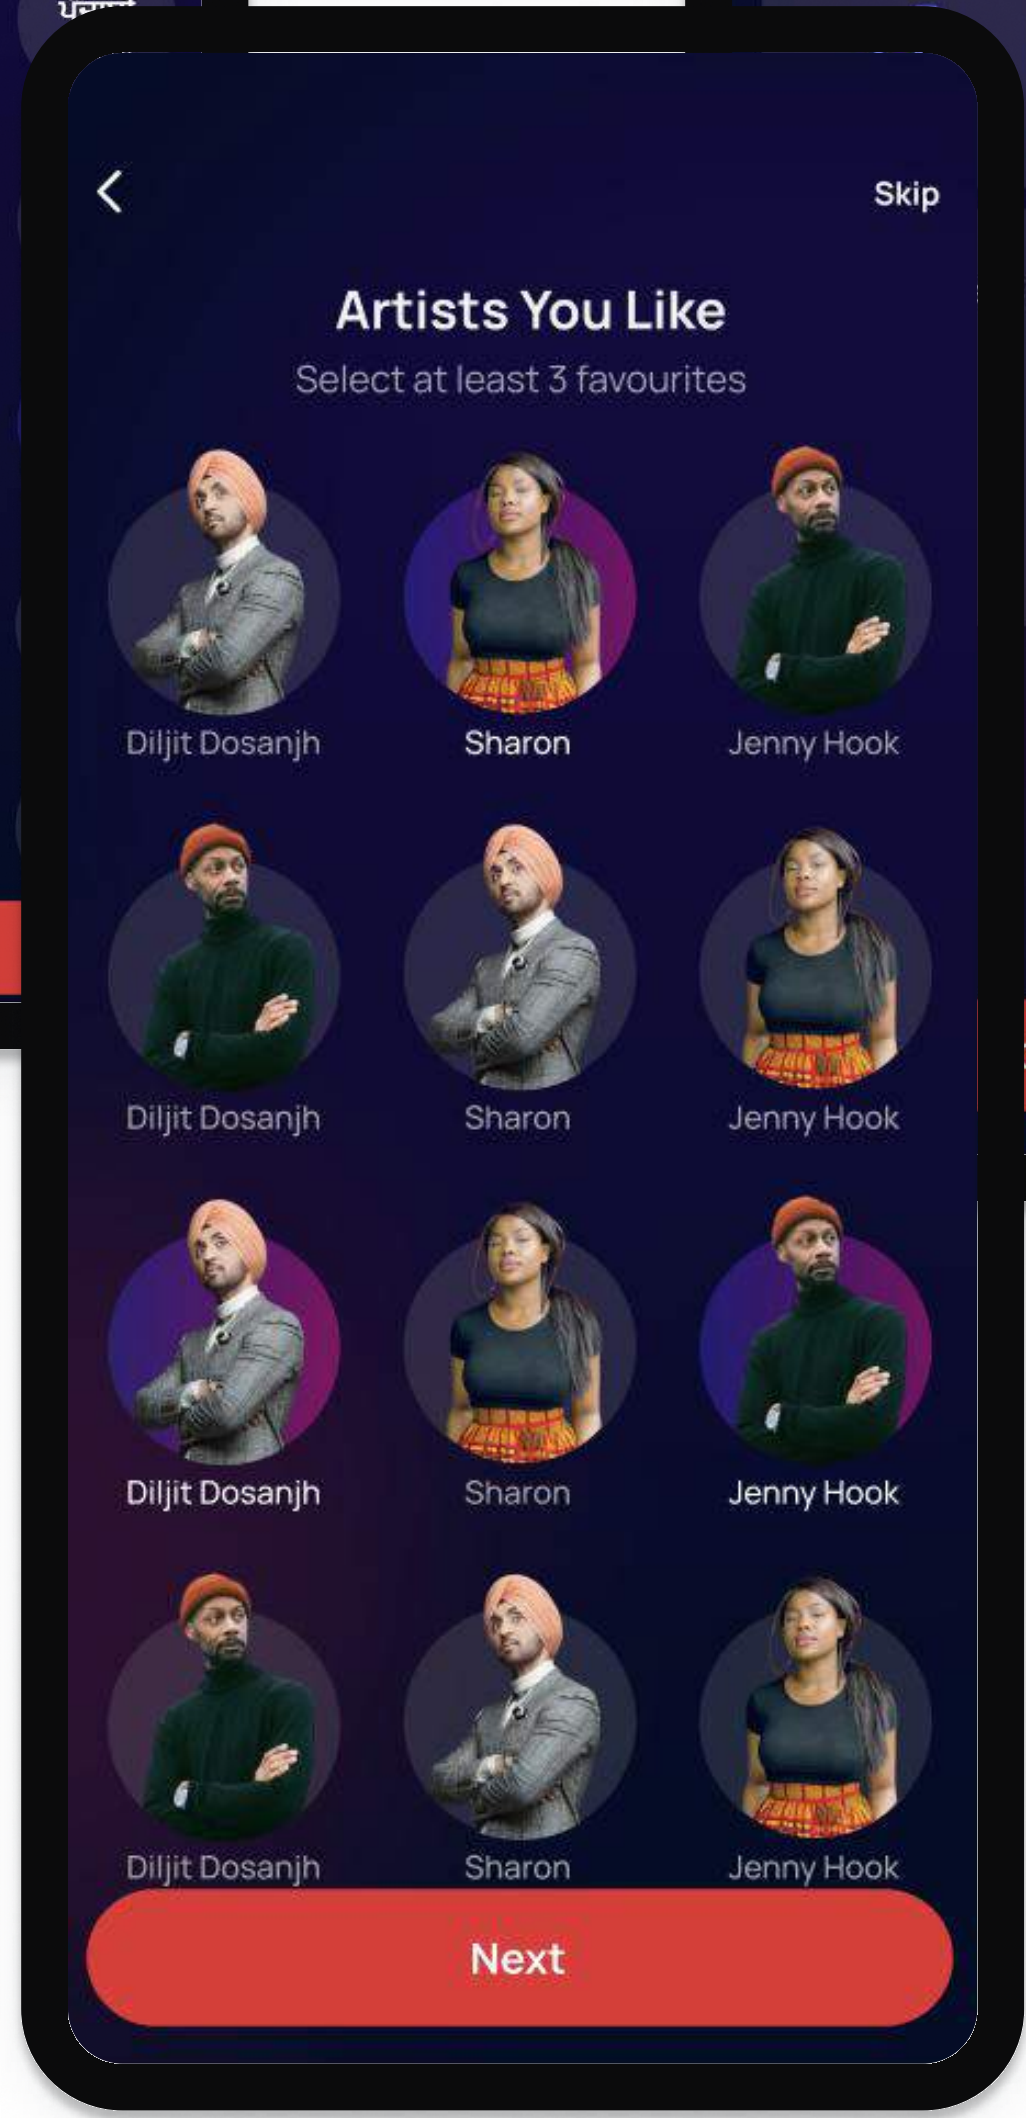 Skip
Artists You Like
Select at least 3 favourites
Diljit Dosanjh
Sharon
Jenny Hook
Diljit Dosanjh
Sharon
Jenny Hook
Diljit Dosanjh
Sharon
Jenny Hook
Diljit Dosanjh
Sharon
Jenny Hook
Next